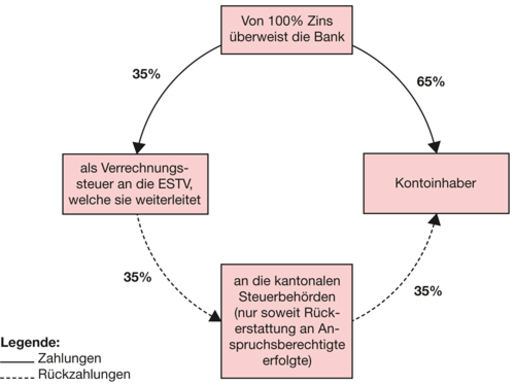 Von 100% Zins
überweist die Bank
35%
65%
als Verrechnungs-
steuer an die ESTV,
welche sie weiterleitet
Kontoinhaber
35%
35%
an die kantonalen
Steuerbehörden
(nur soweit Rück-
erstattung an An-
spruchsberechtigte
erfolgte)
Legende:
Zahlungen
Rückzahlungen